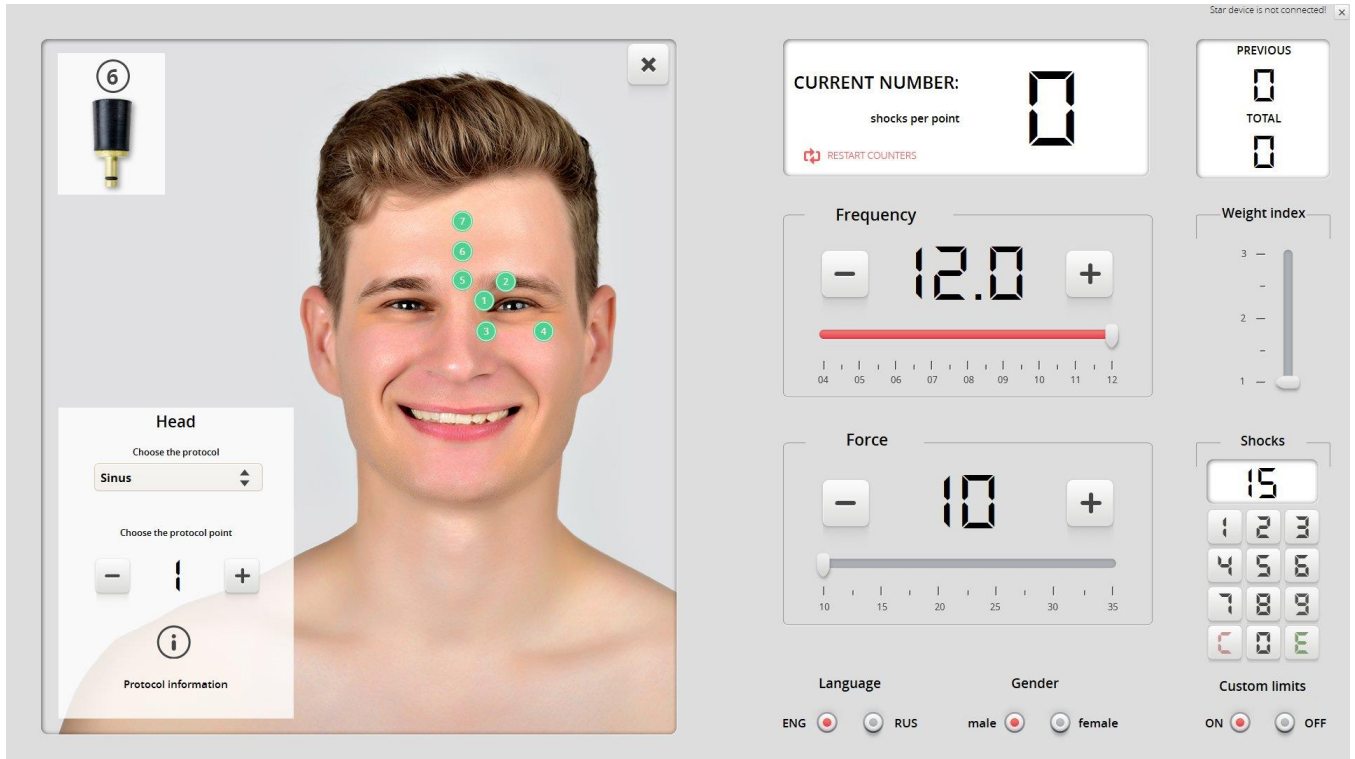 Star device is not connected!
6
7
6
5
2
1
3
4
Head
Choose the protocol
Sinus
Choose the protocol point
1
i
Protocol information
CURRENT NUMBER:
0
shocks per point
RESTART COUNTERS
PREVIOUS
0
TOTAL
0
Frequency
12.0
04 05 06 07 08 09 10 11 12
Weight index
3
2
1
Force
10
10 15 20 25 30 35
Shocks
15
1 2 3
4 5 6
7 8 9
C 0 E
Language
ENG RUS
Gender
male female
Custom limits
ON OFF